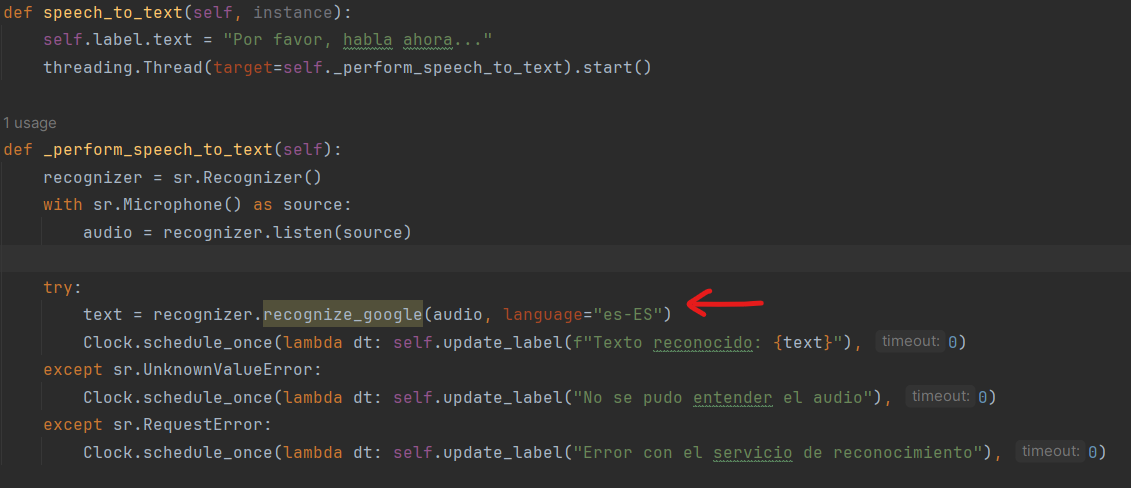 def speech_to_text(self, instance):
    self.label.text = "Por favor, habla ahora..."
    threading.Thread(target=self._perform_speech_to_text).start()
1 usage
def _perform_speech_to_text(self):
    recognizer = sr.Recognizer()
    with sr.Microphone() as source:
        audio = recognizer.listen(source)
    try:
        text = recognizer.recognize_google(audio, language="es-ES")
        Clock.schedule_once(lambda dt: self.update_label(f"Texto reconocido: {text}"), timeout: 0)
    except sr.UnknownValueError:
        Clock.schedule_once(lambda dt: self.update_label("No se pudo entender el audio"), timeout: 0)
    except sr.RequestError:
        Clock.schedule_once(lambda dt: self.update_label("Error con el servicio de reconocimiento"), timeout: 0)